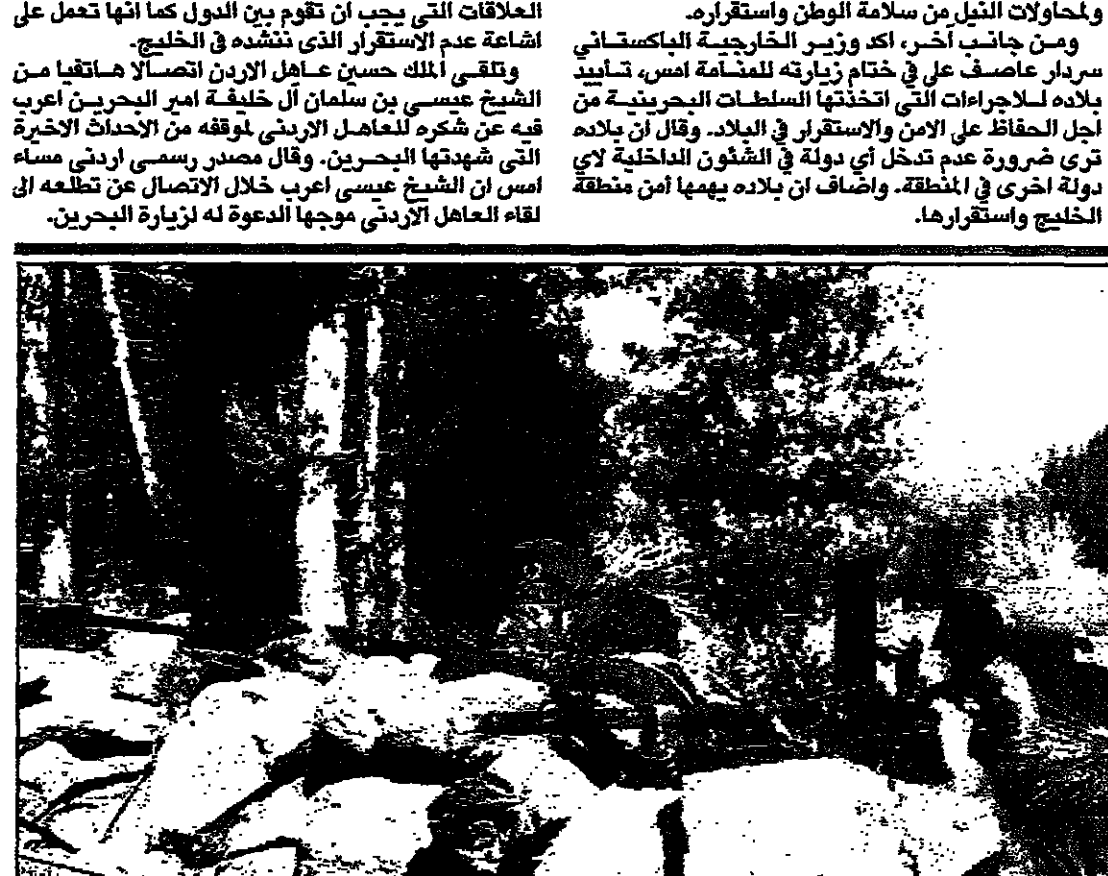 ولمحاولات النيل من سلامة الوطن واستقراره.
ومن جانب آخر، اكد وزير الخارجية الباكستاني
سردار عاصف علي في ختام زيارته للمنامة امس، تأييد
بلاده للاجراءات التي اتخذتها السلطات البحرينية من
اجل الحفاظ على الامن والاستقرار في البلاد. وقال ان بلاده
ترى ضرورة عدم تدخل أي دولة في الشئون الداخلية لاي
دولة اخرى في المنطقة. واضاف ان بلاده يهمها أمن منطقة
الخليج واستقرارها.
العلاقات التي يجب ان تقوم بين الدول كما انها تعمل على
اشاعة عدم الاستقرار الذي ننشده في الخليج.
وتلقى الملك حسين عاهل الاردن اتصالا هاتفيا من
الشيخ عيسى بن سلمان آل خليفة امير البحرين اعرب
فيه عن شكره للعاهل الاردني لموقفه من الاحداث الاخيرة
التي شهدتها البحرين. وقال مصدر رسمي اردني مساء
امس ان الشيخ عيسى اعرب خلال الاتصال عن تطلعه الى
لقاء العاهل الاردني موجها الدعوة له لزيارة البحرين.